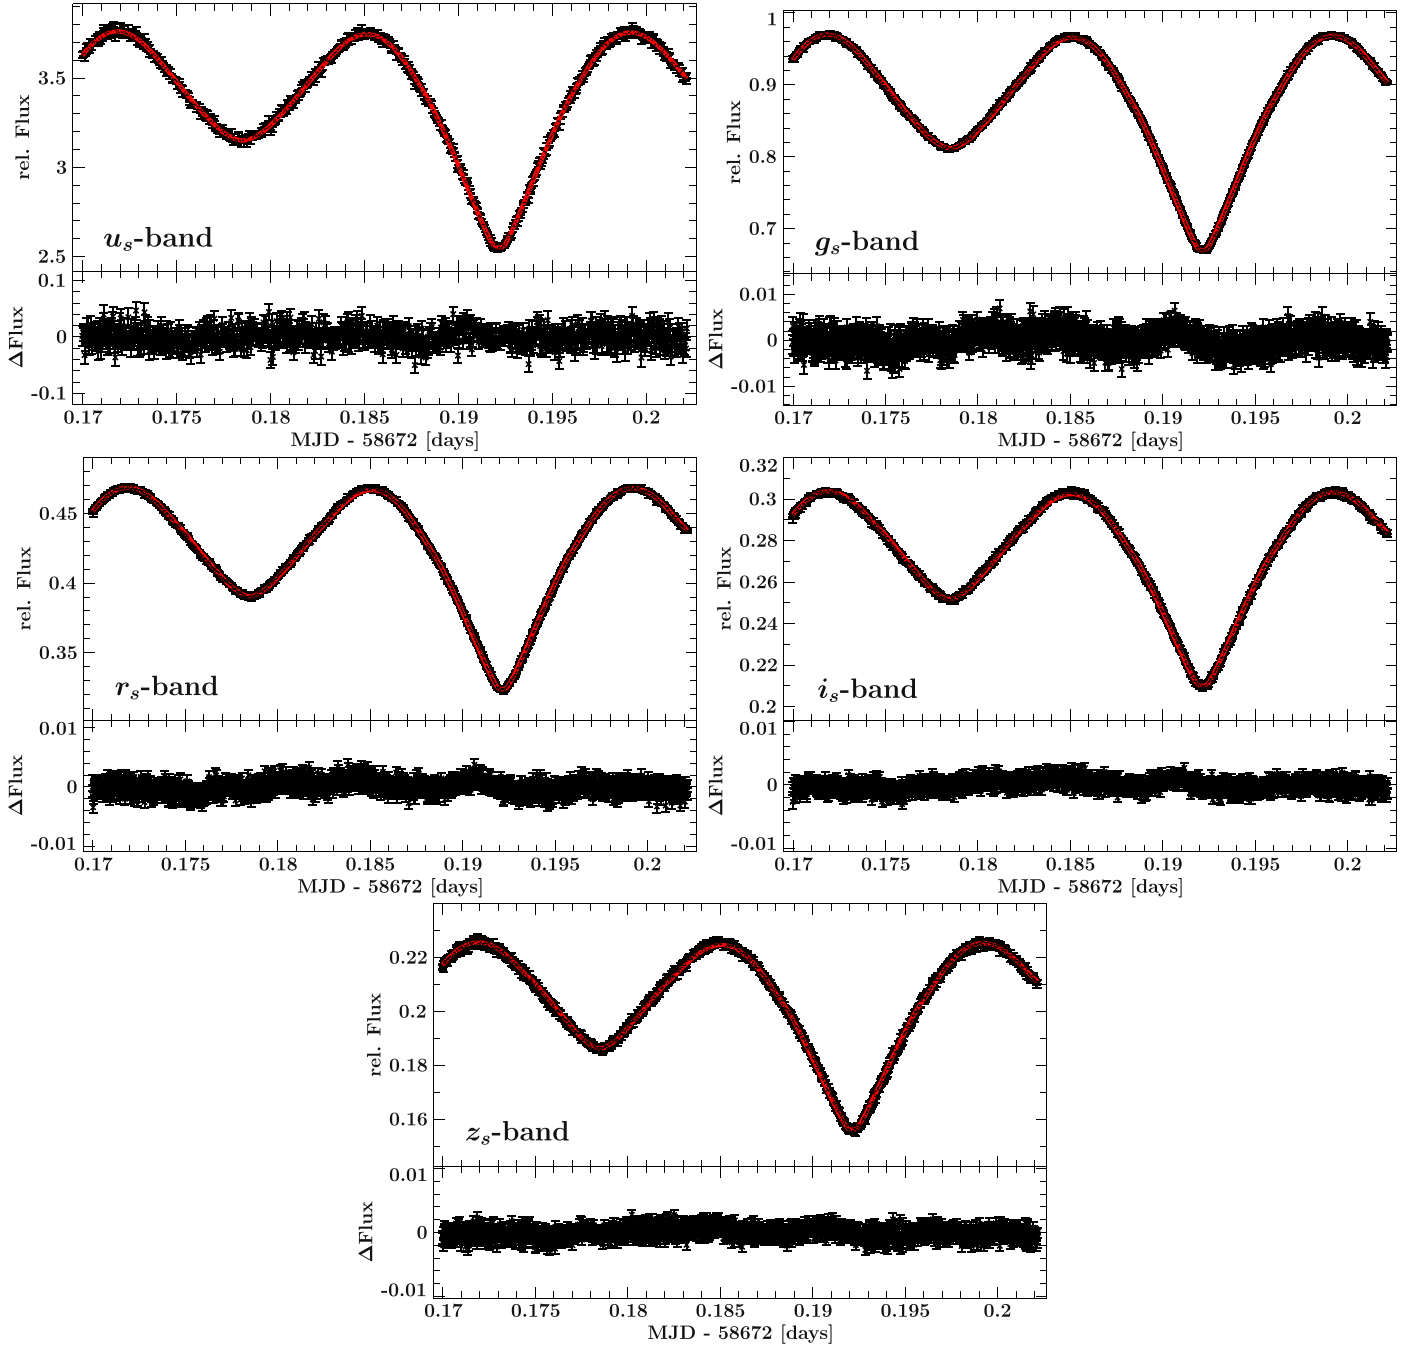 3.5
3
2.5
rel. Flux
u_s-band
0.1
0
-0.1
ΔFlux
0.17 0.175 0.18 0.185 0.19 0.195 0.2
MJD - 58672 [days]
1
0.9
0.8
0.7
rel. Flux
g_s-band
0.01
0
-0.01
ΔFlux
0.17 0.175 0.18 0.185 0.19 0.195 0.2
MJD - 58672 [days]
0.45
0.4
0.35
rel. Flux
r_s-band
0.01
0
-0.01
ΔFlux
0.17 0.175 0.18 0.185 0.19 0.195 0.2
MJD - 58672 [days]
0.32
0.3
0.28
0.26
0.24
0.22
0.2
rel. Flux
i_s-band
0.01
0
-0.01
ΔFlux
0.17 0.175 0.18 0.185 0.19 0.195 0.2
MJD - 58672 [days]
0.22
0.2
0.18
0.16
rel. Flux
z_s-band
0.01
0
-0.01
ΔFlux
0.17 0.175 0.18 0.185 0.19 0.195 0.2
MJD - 58672 [days]